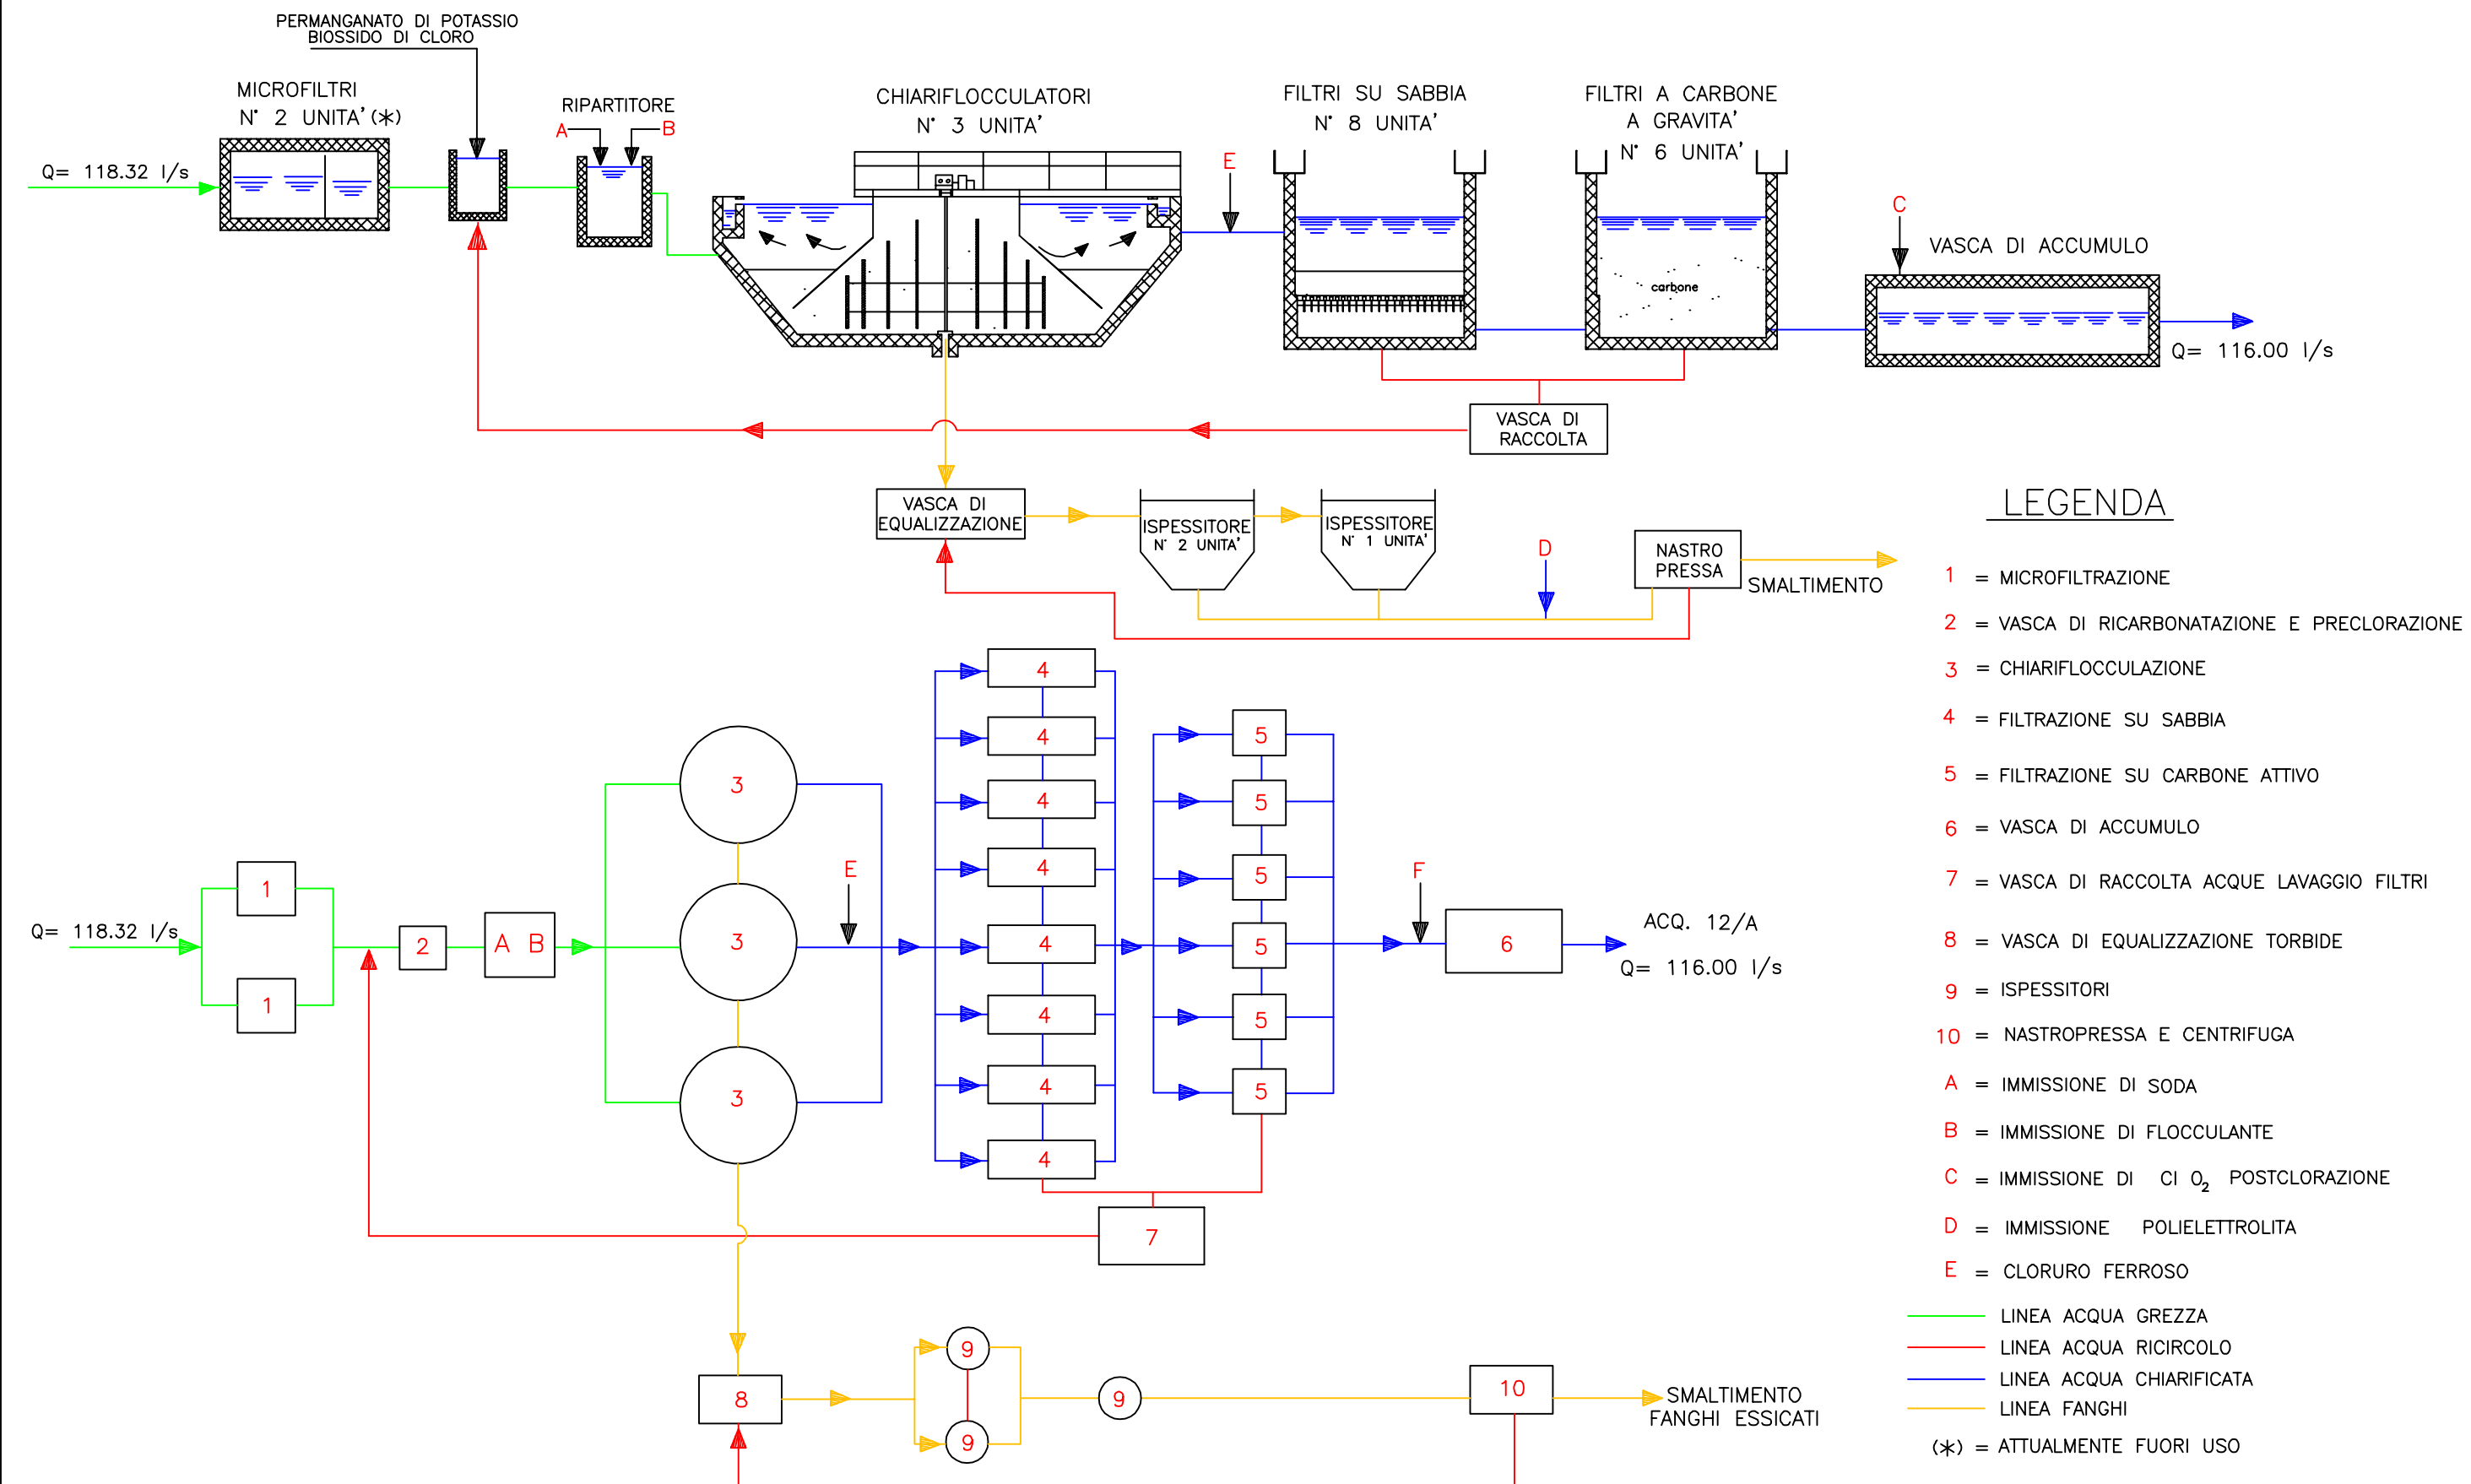 PERMANGANATO DI POTASSIO
BIOSSIDO DI CLORO
MICROFILTRI
N° 2 UNITA'(*)
RIPARTITORE
A
B
CHIARIFLOCCULATORI
N° 3 UNITA'
FILTRI SU SABBIA
N° 8 UNITA'
FILTRI A CARBONE
A GRAVITA'
N° 6 UNITA'
E
C
VASCA DI ACCUMULO
Q= 118.32 l/s
carbone
Q= 116.00 l/s
VASCA DI
RACCOLTA
VASCA DI
EQUALIZZAZIONE
ISPESSITORE
N° 2 UNITA'
ISPESSITORE
N° 1 UNITA'
D
NASTRO
PRESSA
SMALTIMENTO
1
1
2
A B
3
3
3
E
4
4
4
4
4
4
4
4
5
5
5
5
5
5
F
6
7
Q= 118.32 l/s
ACQ. 12/A
Q= 116.00 l/s
8
9
9
9
10
SMALTIMENTO
FANGHI ESSICATI
LEGENDA
1 = MICROFILTRAZIONE
2 = VASCA DI RICARBONATAZIONE E PRECLORAZIONE
3 = CHIARIFLOCCULAZIONE
4 = FILTRAZIONE SU SABBIA
5 = FILTRAZIONE SU CARBONE ATTIVO
6 = VASCA DI ACCUMULO
7 = VASCA DI RACCOLTA ACQUE LAVAGGIO FILTRI
8 = VASCA DI EQUALIZZAZIONE TORBIDE
9 = ISPESSITORI
10 = NASTROPRESSA E CENTRIFUGA
A = IMMISSIONE DI SODA
B = IMMISSIONE DI FLOCCULANTE
C = IMMISSIONE DI Cl O₂ POSTCLORAZIONE
D = IMMISSIONE POLIELETTROLITA
E = CLORURO FERROSO
LINEA ACQUA GREZZA
LINEA ACQUA RICIRCOLO
LINEA ACQUA CHIARIFICATA
LINEA FANGHI
(*) = ATTUALMENTE FUORI USO